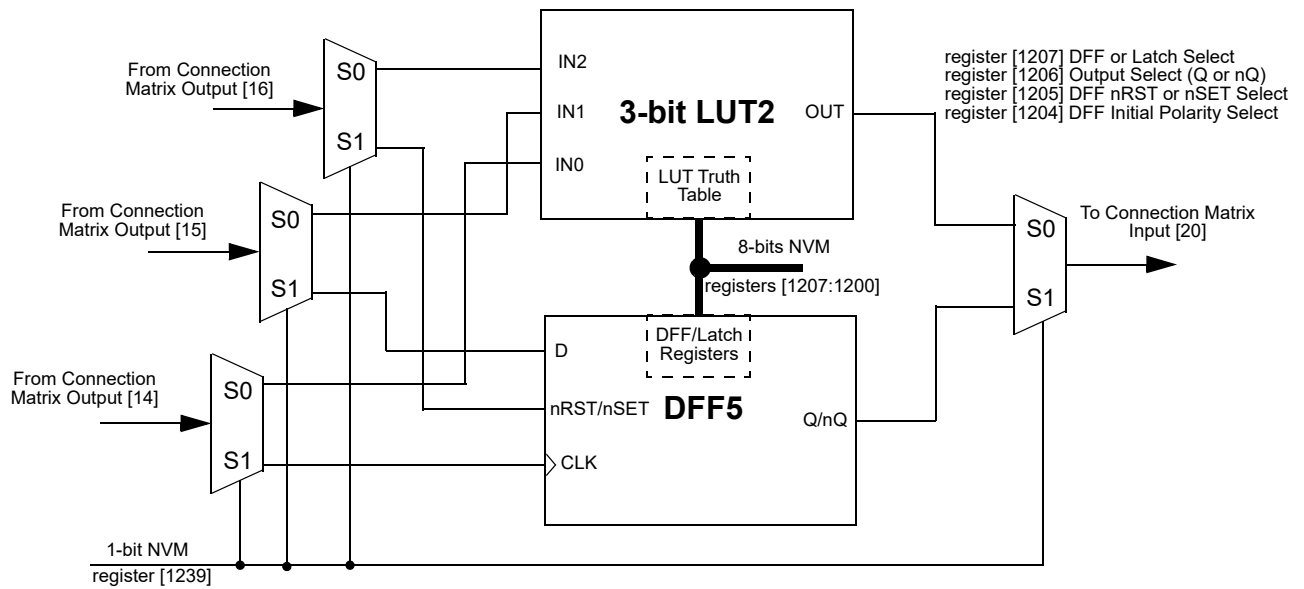 From Connection
Matrix Output [16]
S0
S1
IN2
IN1
IN0
3-bit LUT2
OUT
LUT Truth
Table
register [1207] DFF or Latch Select
register [1206] Output Select (Q or nQ)
register [1205] DFF nRST or nSET Select
register [1204] DFF Initial Polarity Select
From Connection
Matrix Output [15]
S0
S1
8-bits NVM
registers [1207:1200]
S0
S1
To Connection Matrix
Input [20]
From Connection
Matrix Output [14]
S0
S1
DFF/Latch
Registers
D
nRST/nSET
DFF5
Q/nQ
CLK
1-bit NVM
register [1239]